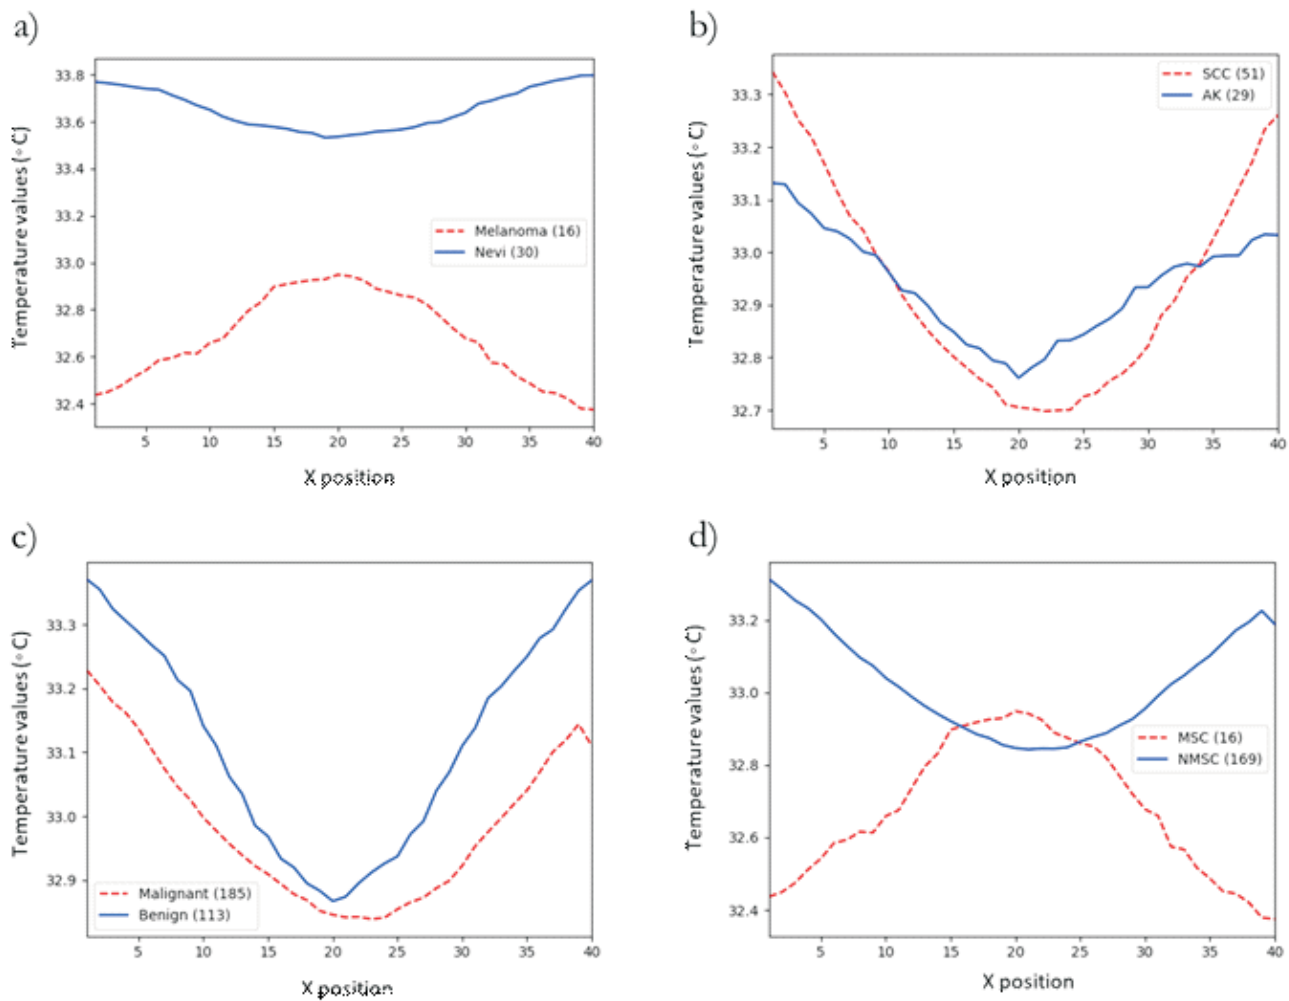 a)
33.8
33.6
33.4
33.2
33.0
32.8
32.6
32.4
Temperature values (°C)
Melanoma (16)
Nevi (30)
5 10 15 20 25 30 35 40
X position
b)
33.3
33.2
33.1
33.0
32.9
32.8
32.7
Temperature values (°C)
SCC (51)
AK (29)
5 10 15 20 25 30 35 40
X position
c)
33.3
33.2
33.1
33.0
32.9
Temperature values (°C)
Malignant (185)
Benign (113)
5 10 15 20 25 30 35 40
X position
d)
33.2
33.0
32.8
32.6
32.4
Temperature values (°C)
MSC (16)
NMSC (169)
5 10 15 20 25 30 35 40
X position